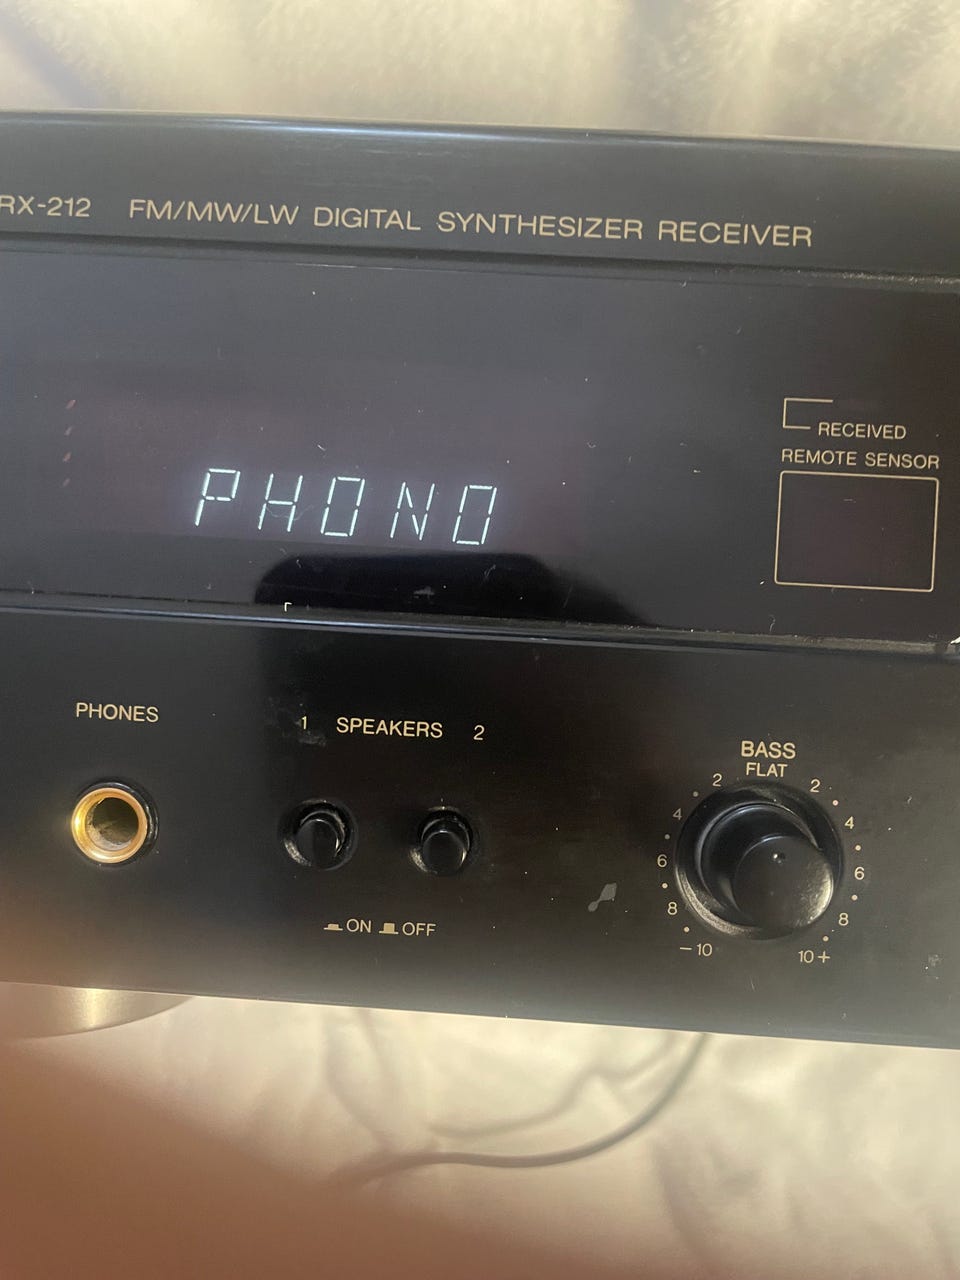 RX-212 FM/MW/LW DIGITAL SYNTHESIZER RECEIVER
RECEIVED
REMOTE SENSOR
PHONO
PHONES
1 SPEAKERS 2
ON OFF
BASS
FLAT
2 2
4 4
6 6
8 8
−10 10+